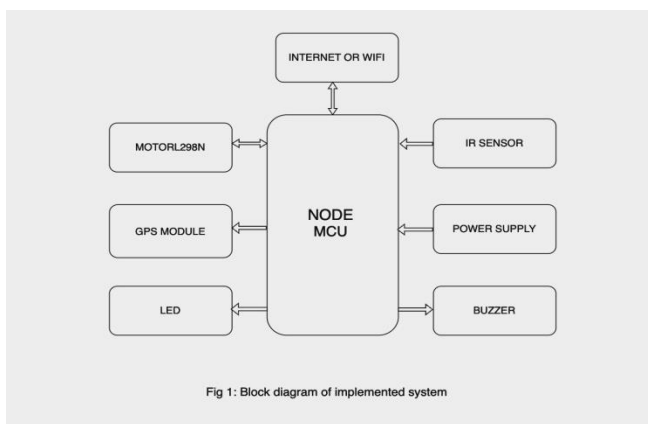 INTERNET OR WIFI
MOTORL298N
IR SENSOR
NODE
MCU
GPS MODULE
POWER SUPPLY
LED
BUZZER
Fig 1: Block diagram of implemented system